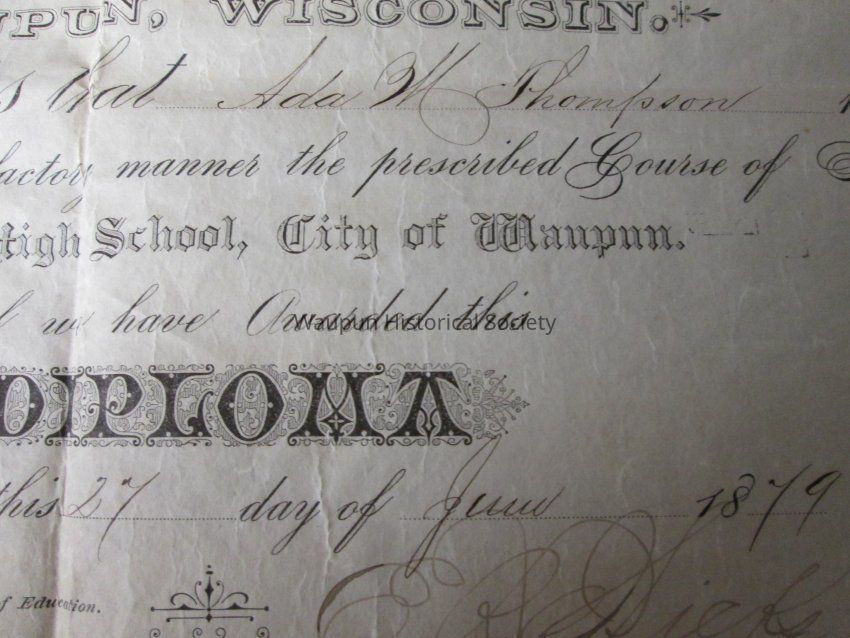 UPUN, WISCONSIN.
that Ada M Thompson
factory manner the prescribed Course of
High School, City of Waupun.
we have Awarded this
Waupun Historical Society
DIPLOMA
this 27 day of June 1879
of Education.